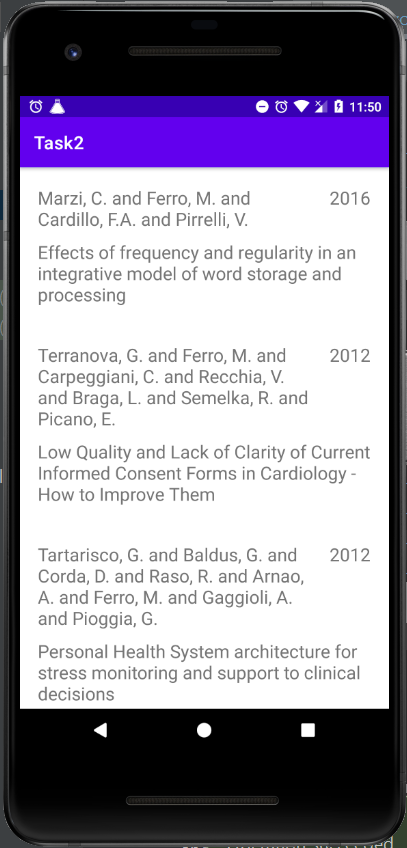 11:50
Task2
Marzi, C. and Ferro, M. and 2016
Cardillo, F.A. and Pirrelli, V.
Effects of frequency and regularity in an
integrative model of word storage and
processing
Terranova, G. and Ferro, M. and 2012
Carpeggiani, C. and Recchia, V.
and Braga, L. and Semelka, R. and
Picano, E.
Low Quality and Lack of Clarity of Current
Informed Consent Forms in Cardiology -
How to Improve Them
Tartarisco, G. and Baldus, G. and 2012
Corda, D. and Raso, R. and Arnao,
A. and Ferro, M. and Gaggioli, A.
and Pioggia, G.
Personal Health System architecture for
stress monitoring and support to clinical
decisions